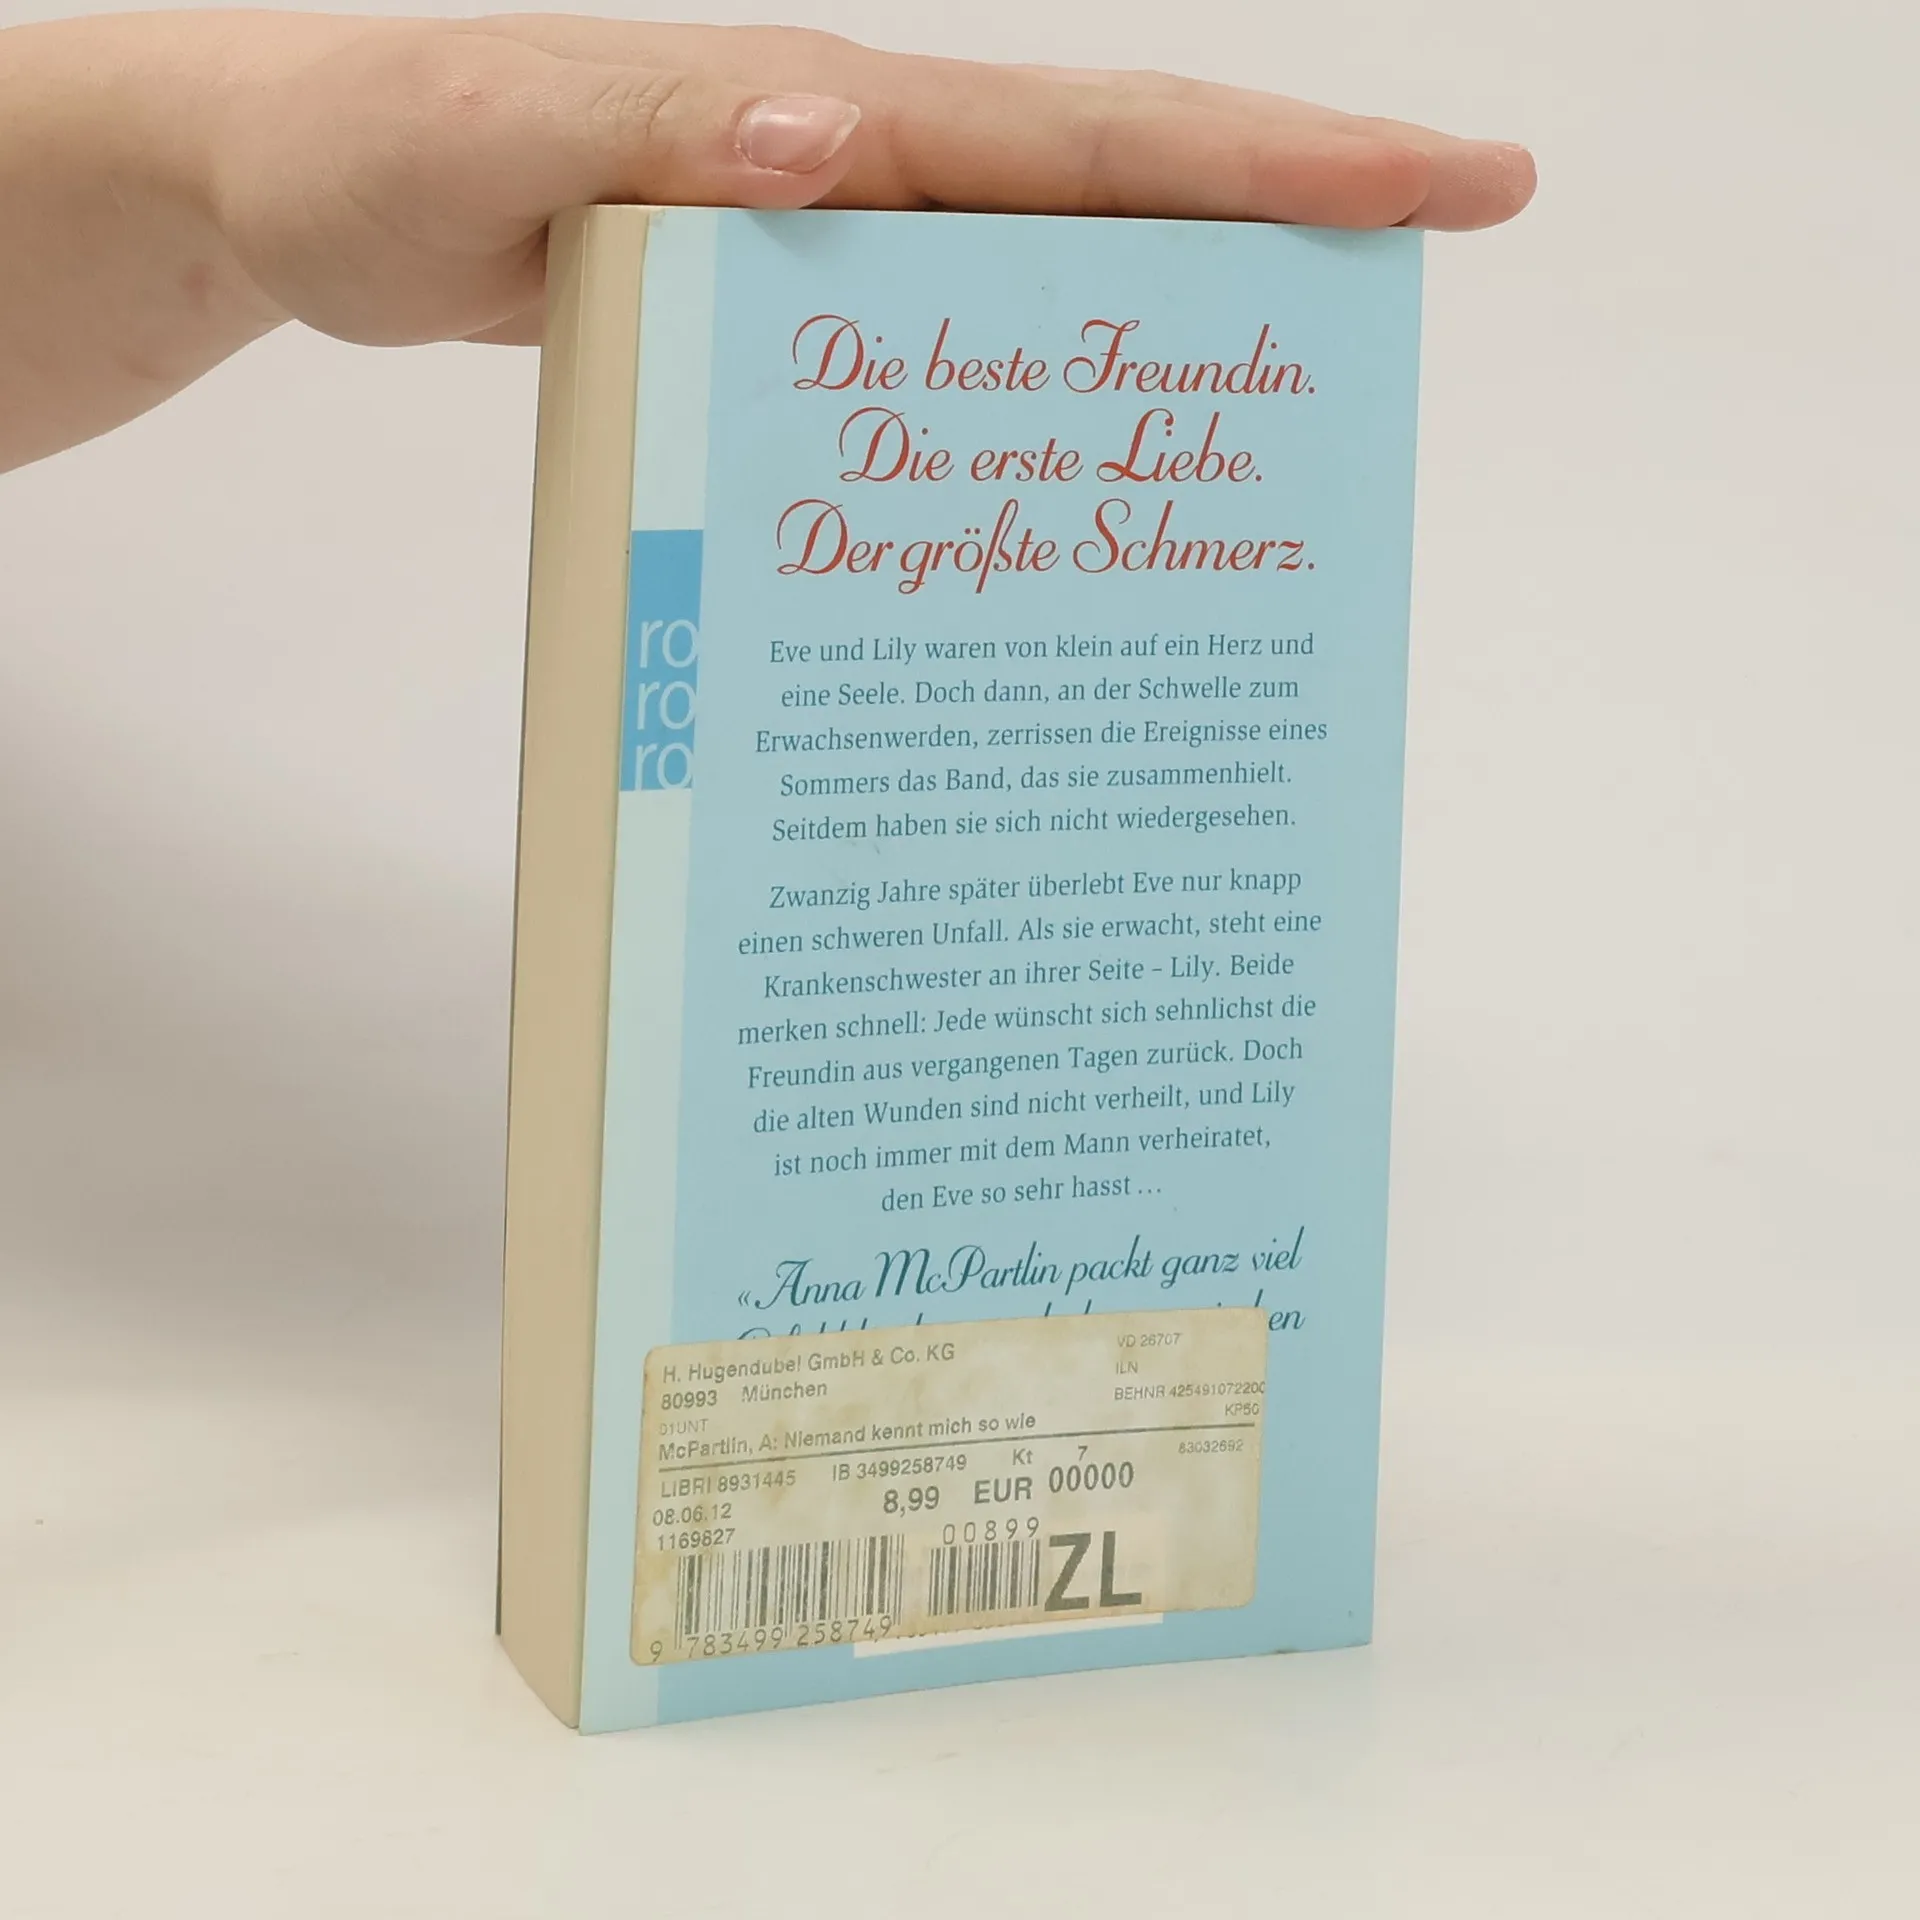 Die beste Freundin.
Die erste Liebe.
Der größte Schmerz.
ro
ro
ro
Eve und Lily waren von klein auf ein Herz und
eine Seele. Doch dann, an der Schwelle zum
Erwachsenwerden, zerrissen die Ereignisse eines
Sommers das Band, das sie zusammenhielt.
Seitdem haben sie sich nicht wiedergesehen.
Zwanzig Jahre später überlebt Eve nur knapp
einen schweren Unfall. Als sie erwacht, steht eine
Krankenschwester an ihrer Seite – Lily. Beide
merken schnell: Jede wünscht sich sehnlichst die
Freundin aus vergangenen Tagen zurück. Doch
die alten Wunden sind nicht verheilt, und Lily
ist noch immer mit dem Mann verheiratet,
den Eve so sehr hasst ...
«Anna McPartlin packt ganz viel
H. Hugendubel GmbH & Co. KG
VD 26707
80993 München
ILN
BEHNR 425491072200
01UNT
KP50
McPartlin, A: Niemand kennt mich so wie
LIBRI 8931445 IB 3499258749 Kt 7
83032692
08.06.12 8,99 EUR 00000
1169827
00899
ZL
9 783499 258749